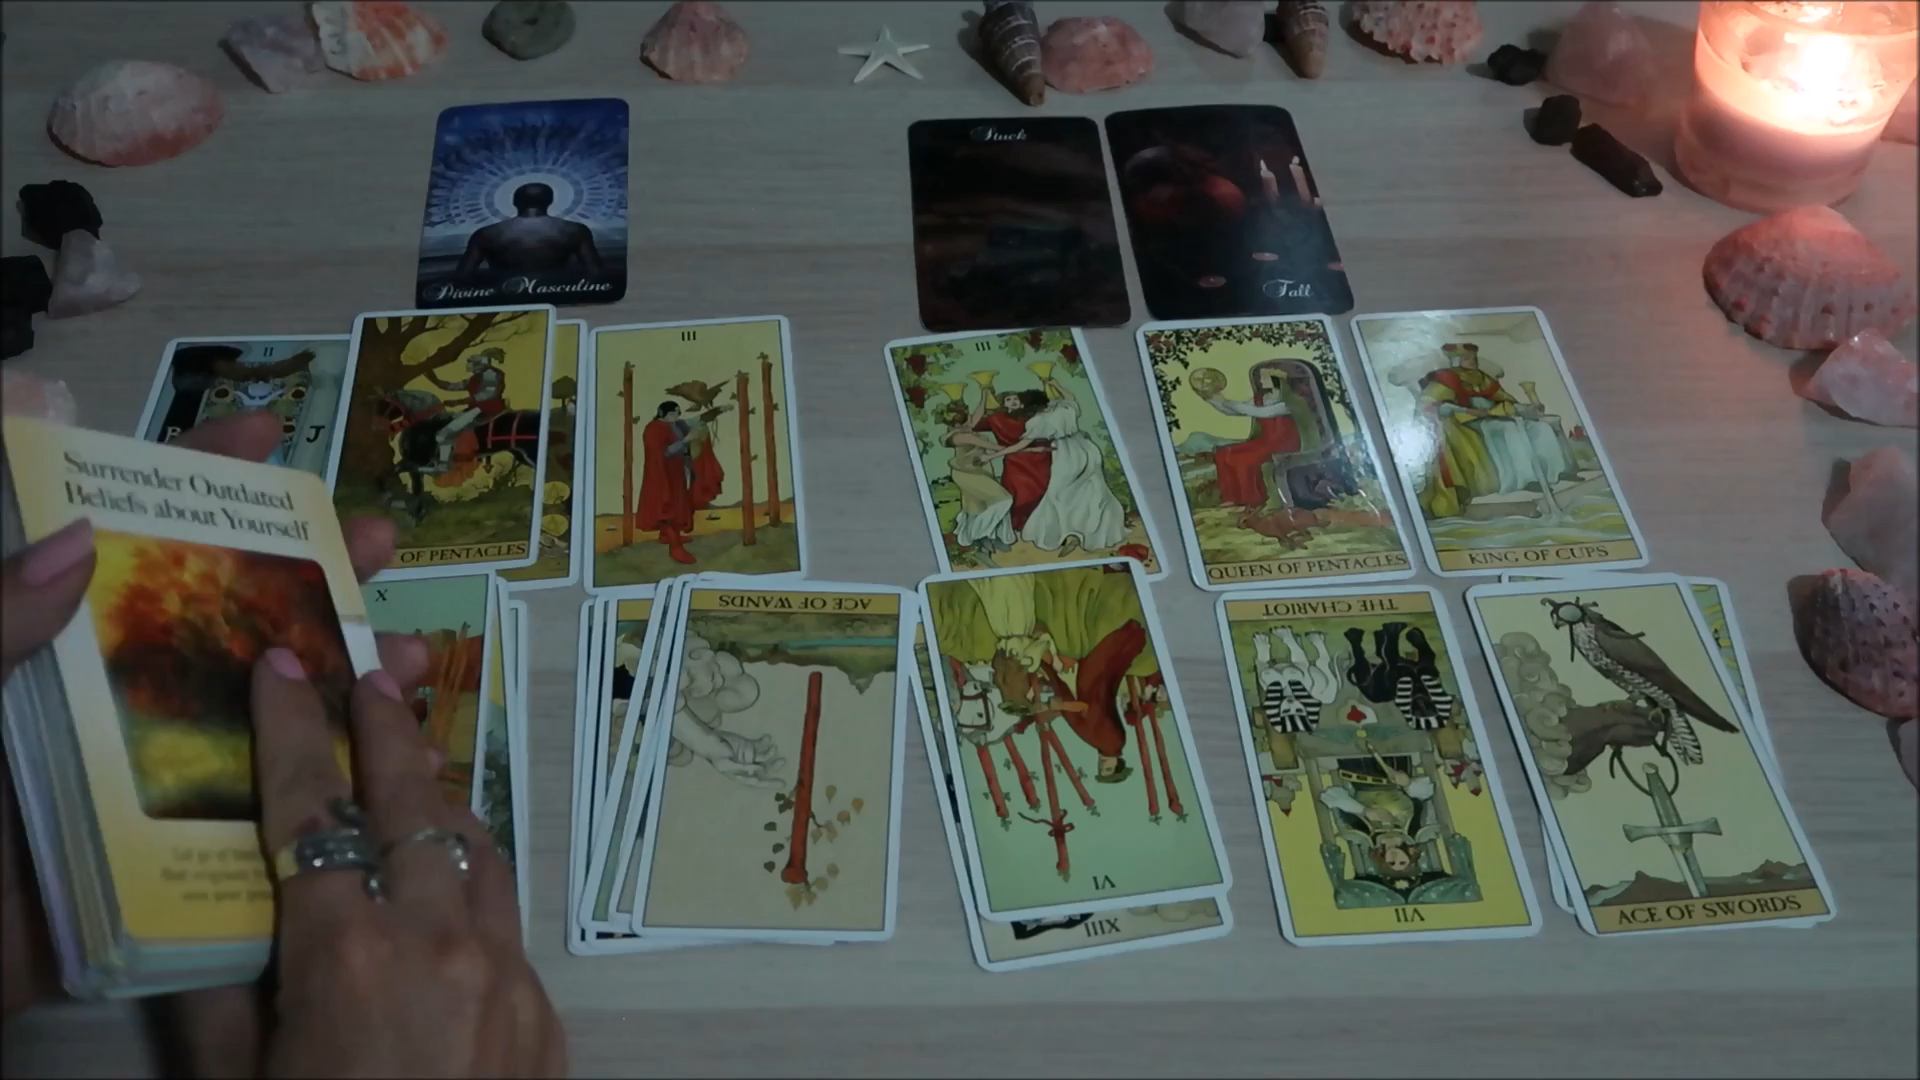 Stuck
Divine Masculine
Fall
II
B
J
OF PENTACLES
III
III
QUEEN OF PENTACLES
KING OF CUPS
Surrender Outdated
Beliefs about Yourself
X
ACE OF WANDS
VI
XIII
THE CHARIOT
VII
ACE OF SWORDS